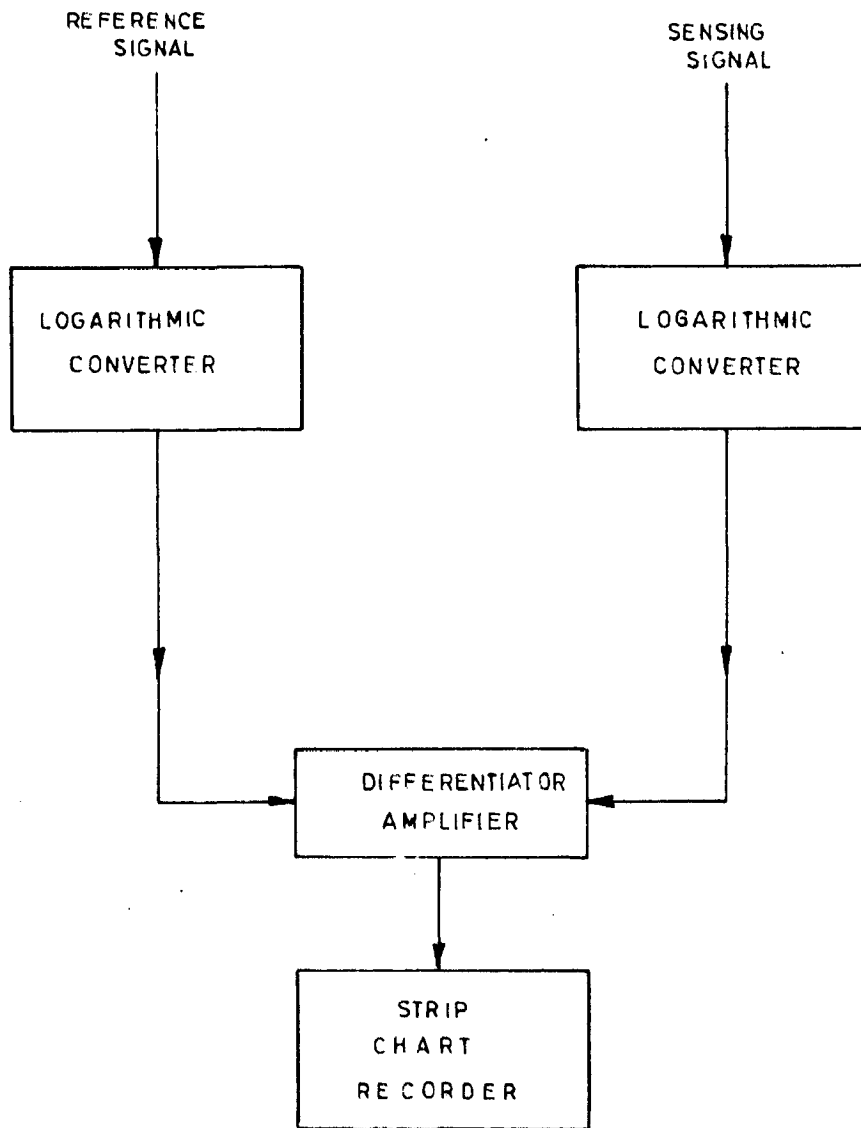 REFERENCE
SIGNAL
SENSING
SIGNAL
LOGARITHMIC
CONVERTER
LOGARITHMIC
CONVERTER
DIFFERENTIATOR
AMPLIFIER
STRIP
CHART
RECORDER